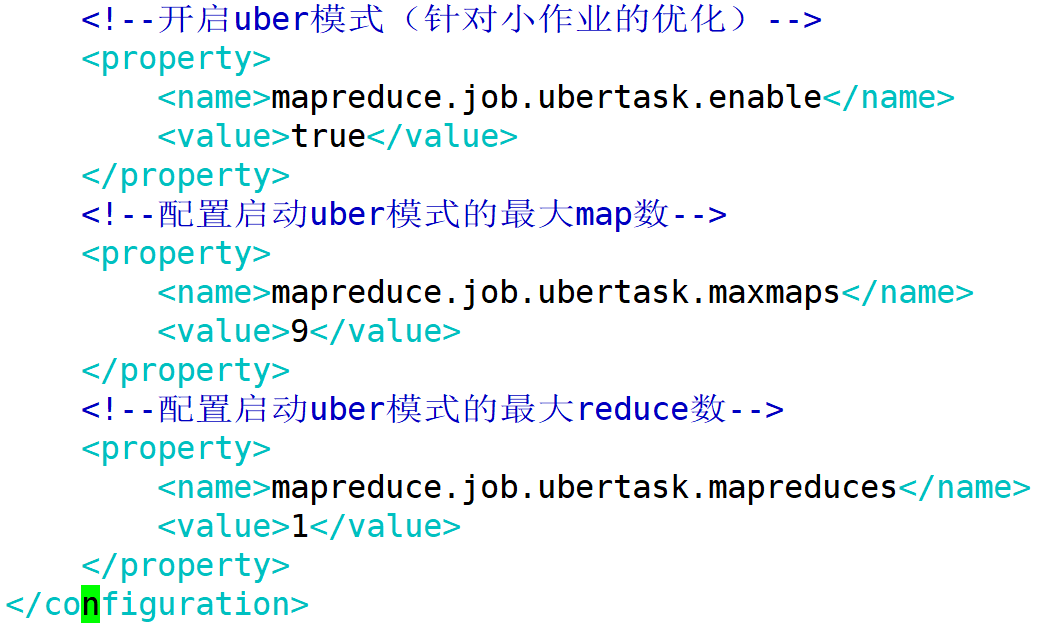 <!--开启uber模式（针对小作业的优化）-->
<property>
<name>mapreduce.job.ubertask.enable</name>
<value>true</value>
</property>
<!--配置启动uber模式的最大map数-->
<property>
<name>mapreduce.job.ubertask.maxmaps</name>
<value>9</value>
</property>
<!--配置启动uber模式的最大reduce数-->
<property>
<name>mapreduce.job.ubertask.mapreduces</name>
<value>1</value>
</property>
</configuration>